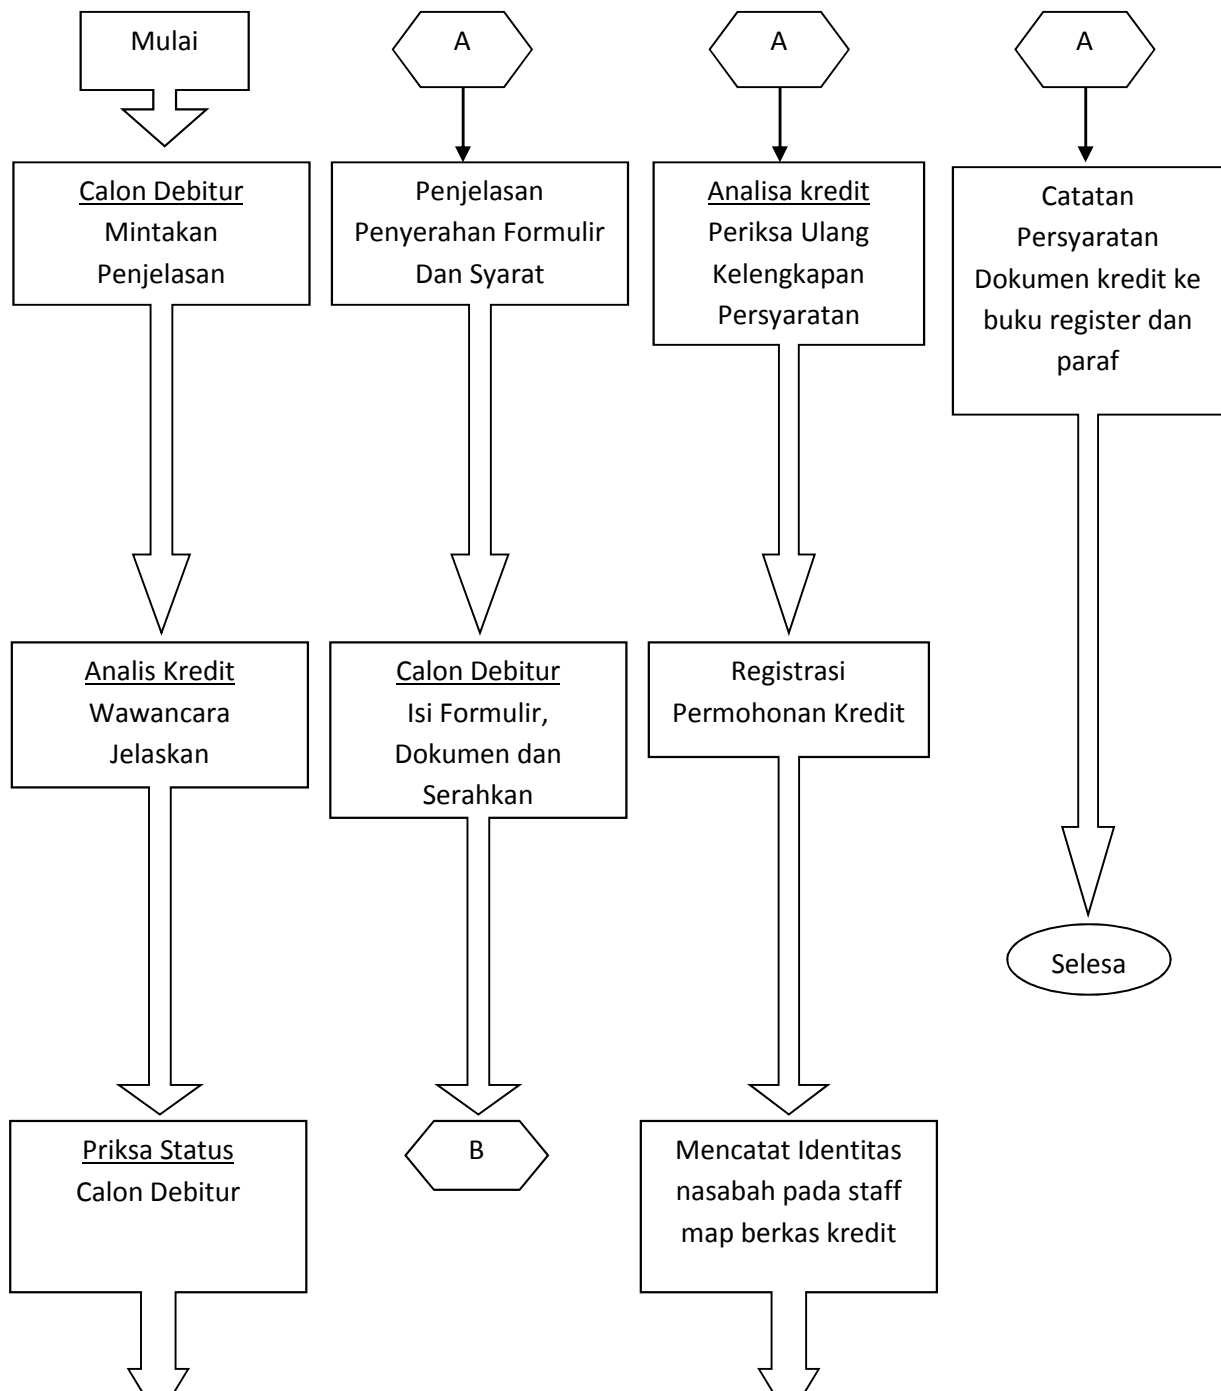 Mulai
Calon Debitur
Mintakan
Penjelasan
Analis Kredit
Wawancara
Jelaskan
Priksa Status
Calon Debitur
A
Penjelasan
Penyerahan Formulir
Dan Syarat
Calon Debitur
Isi Formulir,
Dokumen dan
Serahkan
B
A
Analisa kredit
Periksa Ulang
Kelengkapan
Persyaratan
Registrasi
Permohonan Kredit
Mencatat Identitas
nasabah pada staff
map berkas kredit
A
Catatan
Persyaratan
Dokumen kredit ke
buku register dan
paraf
Selesa